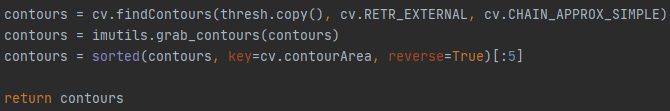 contours = cv.findContours(thresh.copy(), cv.RETR_EXTERNAL, cv.CHAIN_APPROX_SIMPLE)
contours = imutils.grab_contours(contours)
contours = sorted(contours, key=cv.contourArea, reverse=True)[:5]
return contours